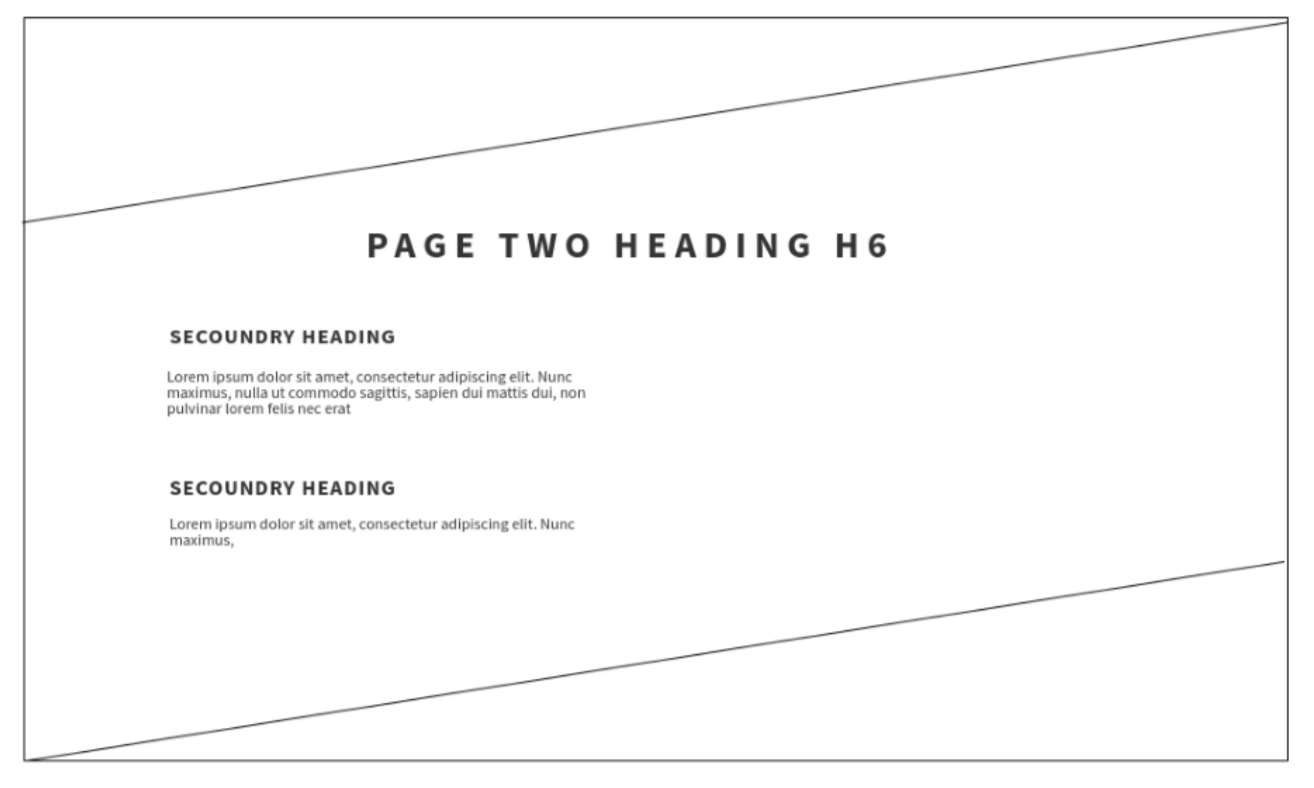 PAGE TWO HEADING H6
SECOUNDRY HEADING
Lorem ipsum dolor sit amet, consectetur adipiscing elit. Nunc
maximus, nulla ut commodo sagittis, sapien dui mattis dui, non
pulvinar lorem felis nec erat
SECOUNDRY HEADING
Lorem ipsum dolor sit amet, consectetur adipiscing elit. Nunc
maximus,